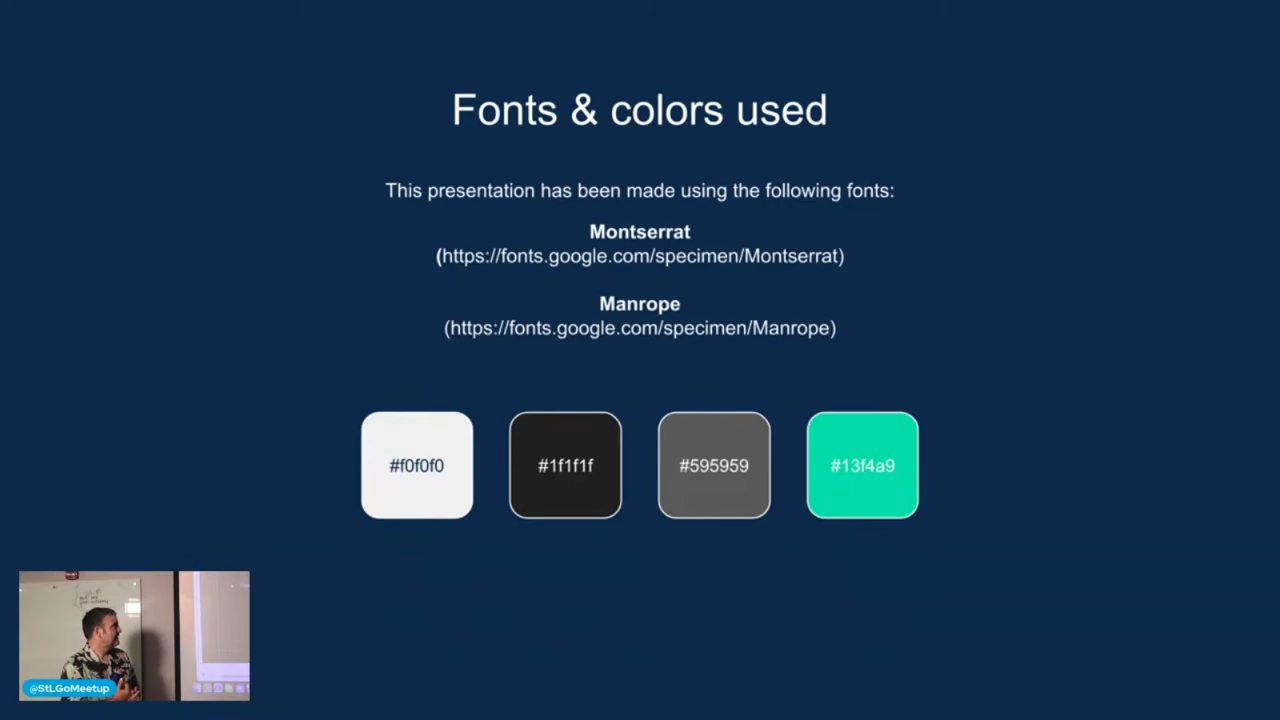 Fonts & colors used
This presentation has been made using the following fonts:
Montserrat
(https://fonts.google.com/specimen/Montserrat)
Manrope
(https://fonts.google.com/specimen/Manrope)
#f0f0f0
#1f1f1f
#595959
#13f4a9
@StLGoMeetup